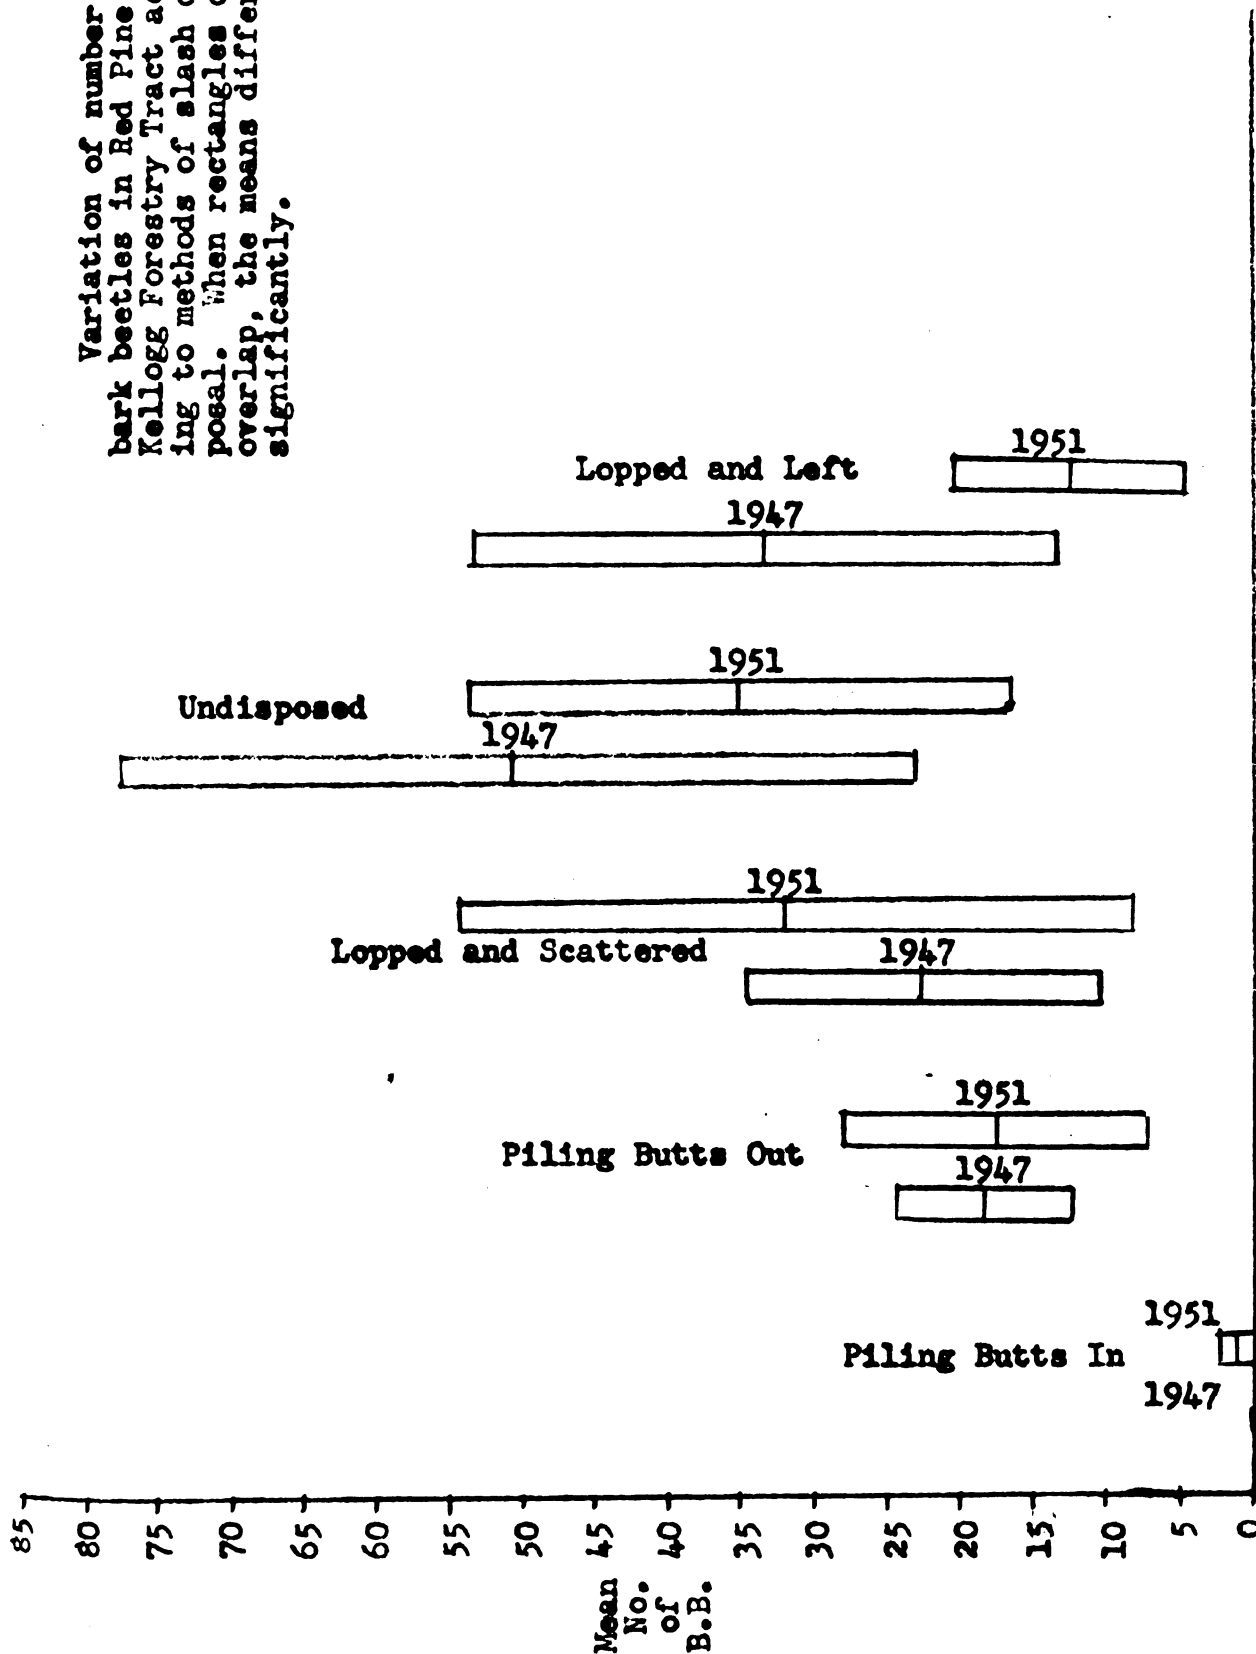 Variation of number
bark beetles in Red Pine
Kellogg Forestry Tract ac
ing to methods of slash
posal. When rectangles
overlap, the means differ
significantly.
Lopped and Left
1951
1947
Undisposed
1951
1947
1951
Lopped and Scattered
1947
1951
Piling Butts Out
1947
1951
Piling Butts In
1947
85
80
75
70
65
60
55
50
45
40
35
30
25
20
15
10
5
0
Mean
No.
of
B.B.